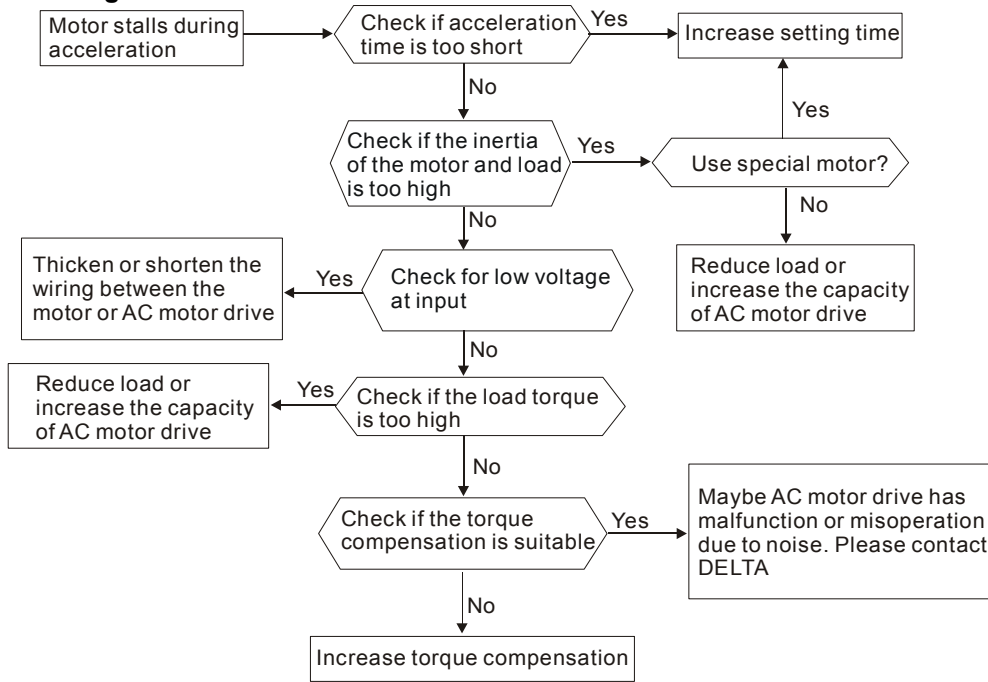 Motor stalls during
acceleration
Check if acceleration
time is too short
Yes
Increase setting time
No
Yes
Check if the inertia
of the motor and load
is too high
Yes
Use special motor?
No
No
Thicken or shorten the
wiring between the
motor or AC motor drive
Yes
Check for low voltage
at input
Reduce load or
increase the capacity
of AC motor drive
No
Reduce load or
increase the capacity
of AC motor drive
Yes
Check if the load torque
is too high
No
Check if the torque
compensation is suitable
Yes
Maybe AC motor drive has
malfunction or misoperation
due to noise. Please contact
DELTA
No
Increase torque compensation